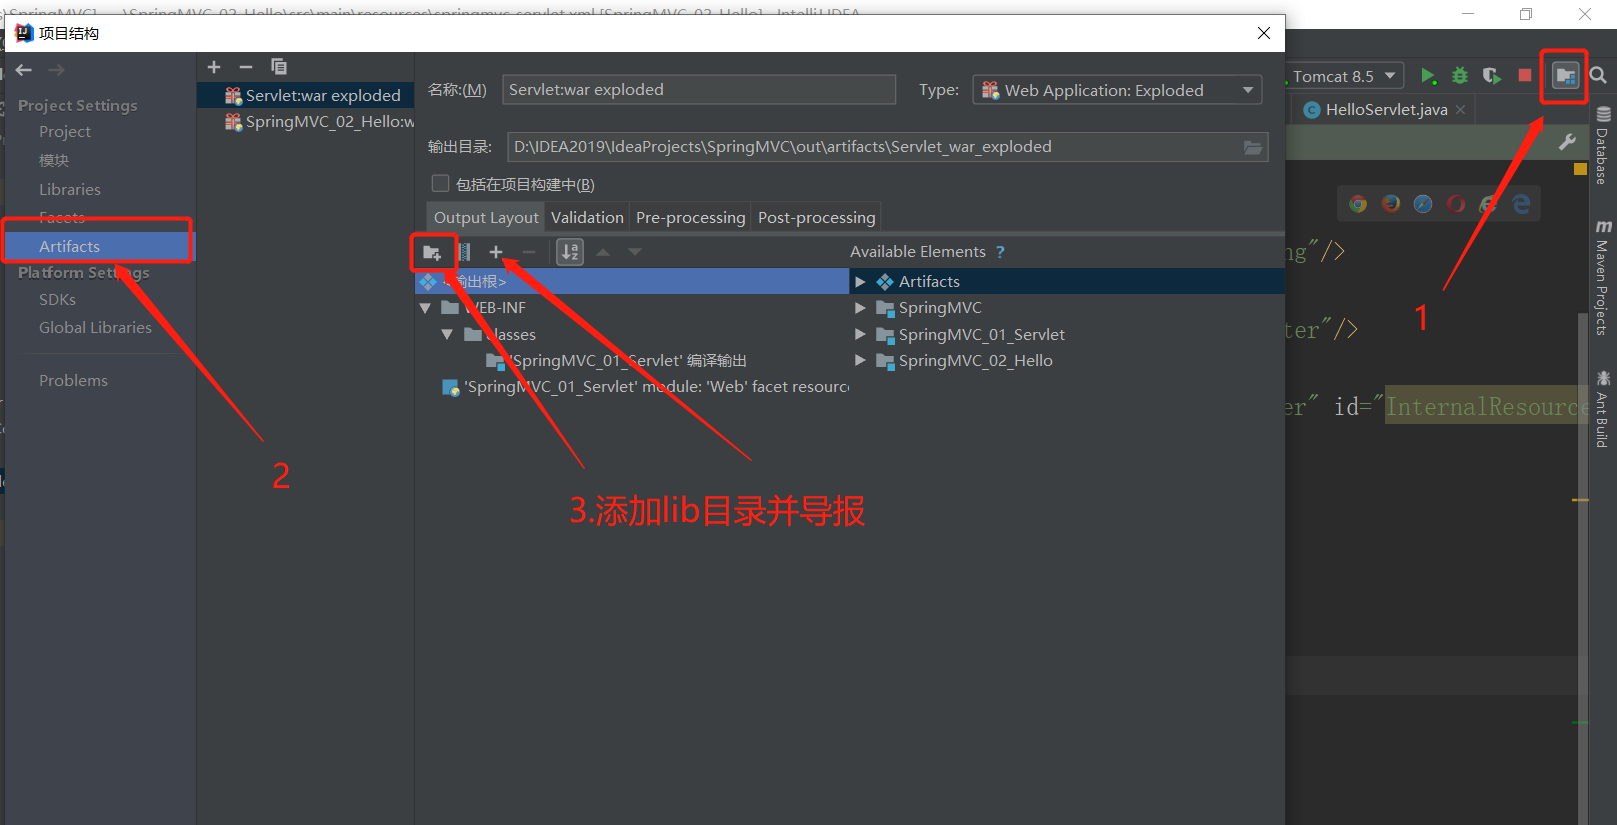 项目结构
Tomcat 8.5
HelloServlet.java
Project Settings
Project
模块
Libraries
Facets
Artifacts
Platform Settings
SDKs
Global Libraries
Problems
Servlet:war exploded
SpringMVC_02_Hello:w
名称:(M)
Servlet:war exploded
Type:
Web Application: Exploded
输出目录:
D:\IDEA2019\IdeaProjects\SpringMVC\out\artifacts\Servlet_war_exploded
包括在项目构建中(B)
Output Layout
Validation
Pre-processing
Post-processing
Available Elements ?
输出根>
WEB-INF
classes
'SpringMVC_01_Servlet' 编译输出
'SpringMVC_01_Servlet' module: 'Web' facet resourc
Artifacts
SpringMVC
SpringMVC_01_Servlet
SpringMVC_02_Hello
1
2
3.添加lib目录并导报
ng"/>
ter"/>
er" id="InternalResource
Database
Maven Projects
Ant Build